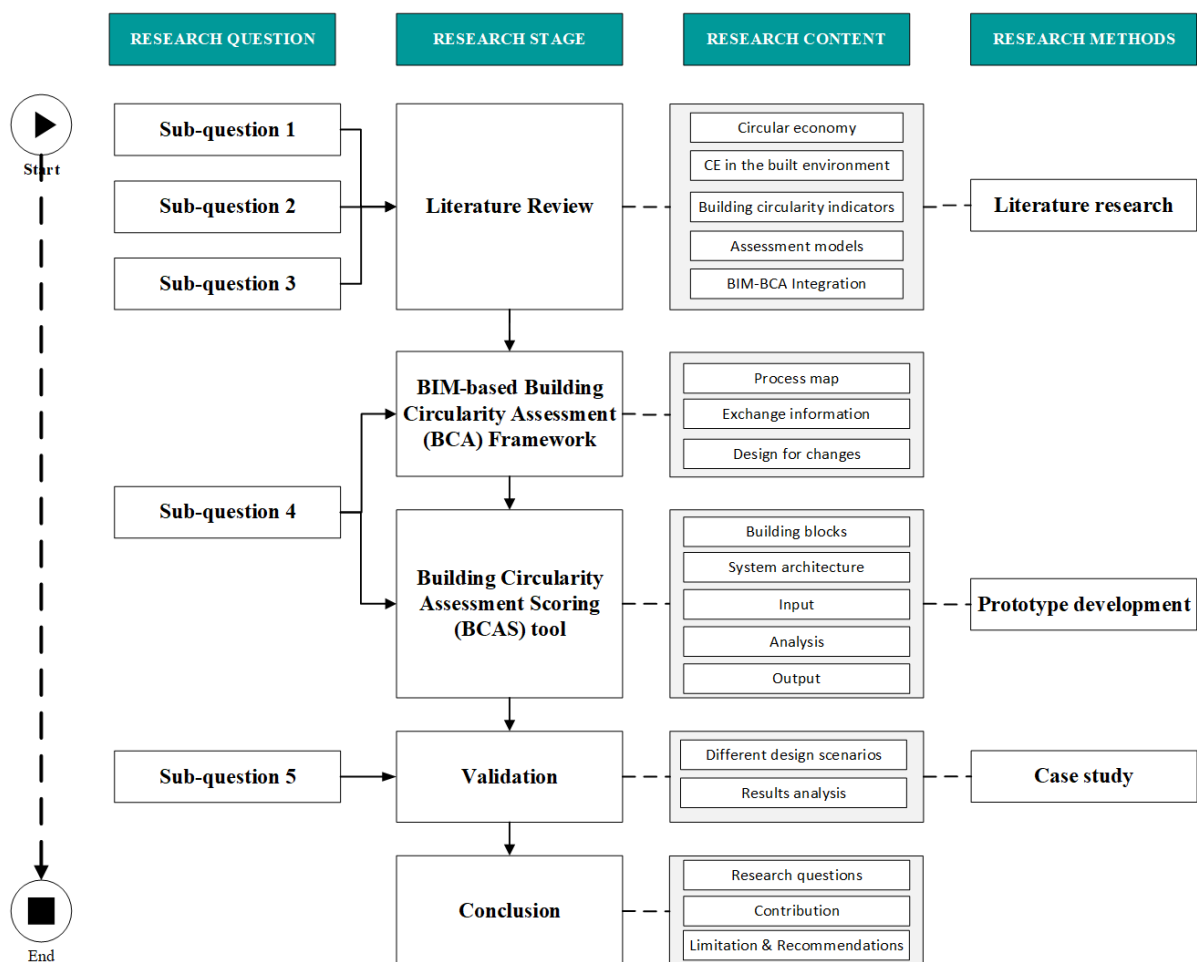 RESEARCH QUESTION
RESEARCH STAGE
RESEARCH CONTENT
RESEARCH METHODS
Start
Sub-question 1
Sub-question 2
Sub-question 3
Literature Review
Circular economy
CE in the built environment
Building circularity indicators
Assessment models
BIM-BCA Integration
Literature research
Sub-question 4
BIM-based Building
Circularity Assessment
(BCA) Framework
Process map
Exchange information
Design for changes
Building Circularity
Assessment Scoring
(BCAS) tool
Building blocks
System architecture
Input
Analysis
Output
Prototype development
Sub-question 5
Validation
Different design scenarios
Results analysis
Case study
Conclusion
Research questions
Contribution
Limitation & Recommendations
End